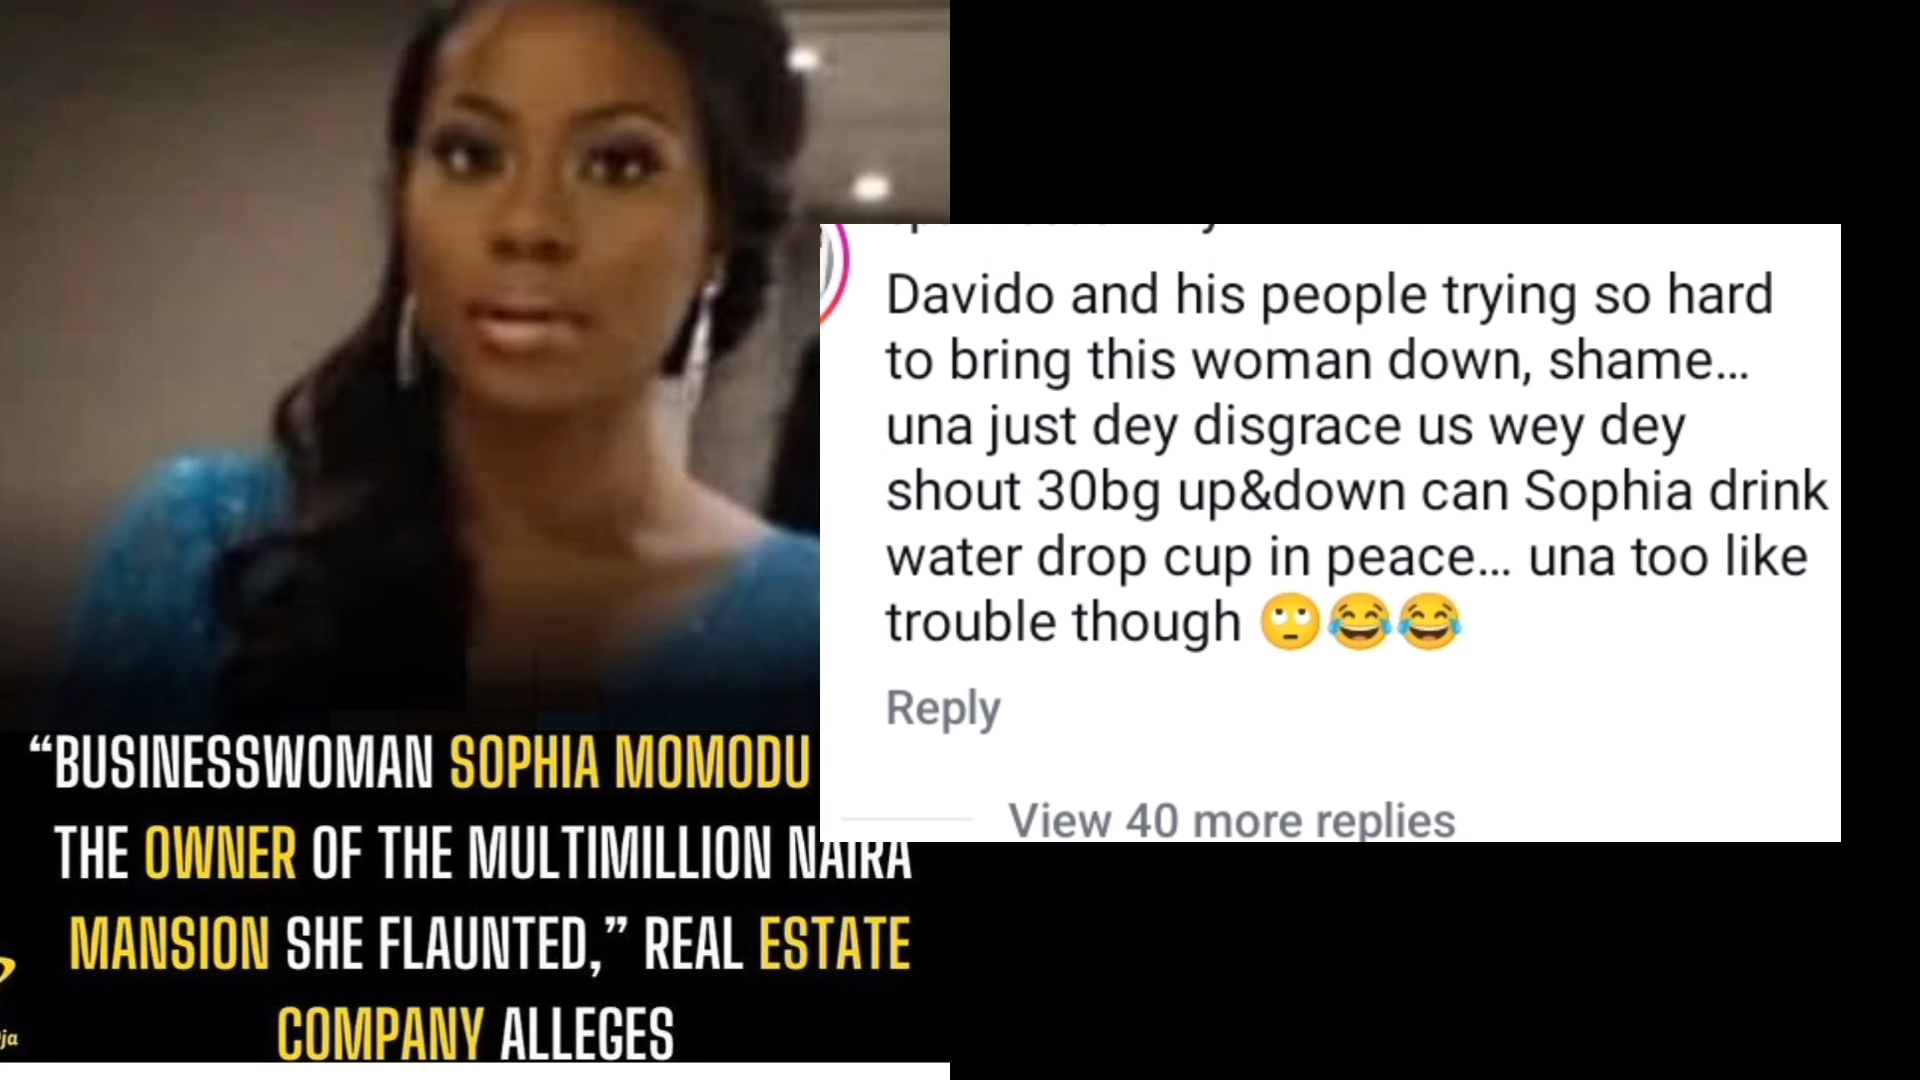 “BUSINESSWOMAN SOPHIA MOMODU
THE OWNER OF THE MULTIMILLION NAIRA
MANSION SHE FLAUNTED,” REAL ESTATE
COMPANY ALLEGES
ja
Davido and his people trying so hard
to bring this woman down, shame...
una just dey disgrace us wey dey
shout 30bg up&down can Sophia drink
water drop cup in peace... una too like
trouble though 🙄😂😂
Reply
View 40 more replies